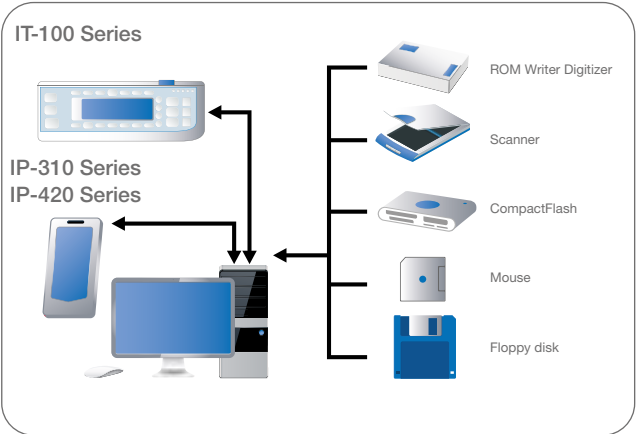 IT-100 Series
IP-310 Series
IP-420 Series
ROM Writer Digitizer
Scanner
CompactFlash
Mouse
Floppy disk